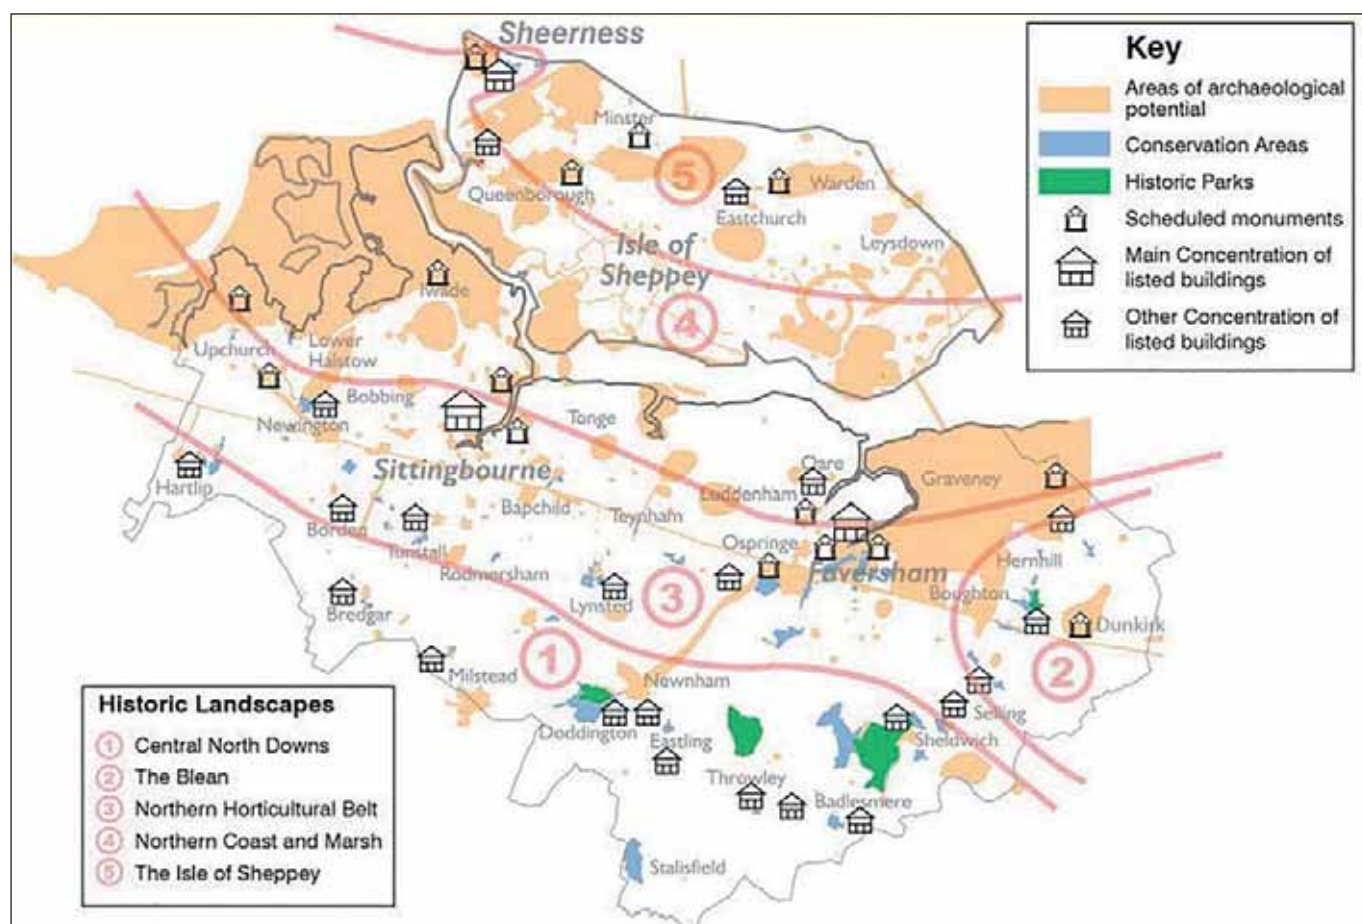 Sheerness
Key
Areas of archaeological
potential
Conservation Areas
Historic Parks
Scheduled monuments
Main Concentration of
listed buildings
Other Concentration of
listed buildings
Minster
5
Warden
Queenborough
Eastchurch
Leysdown
Isle of
Sheppey
4
Iwade
Upchurch
Lower
Halstow
Bobbing
Newington
Tonge
Sittingbourne
Hartlip
Oare
Graveney
Luddenham
Bapchild
Teynham
Borden
Tunstall
Ospringe
Rodmersham
Faversham
Hernhill
Lynsted
3
Boughton
Bredgar
Dunkirk
1
2
Milstead
Newnham
Selling
Doddington
Eastling
Sheldwich
Throwley
Badlesmere
Stalisfield
Historic Landscapes
1 Central North Downs
2 The Blean
3 Northern Horticultural Belt
4 Northern Coast and Marsh
5 The Isle of Sheppey